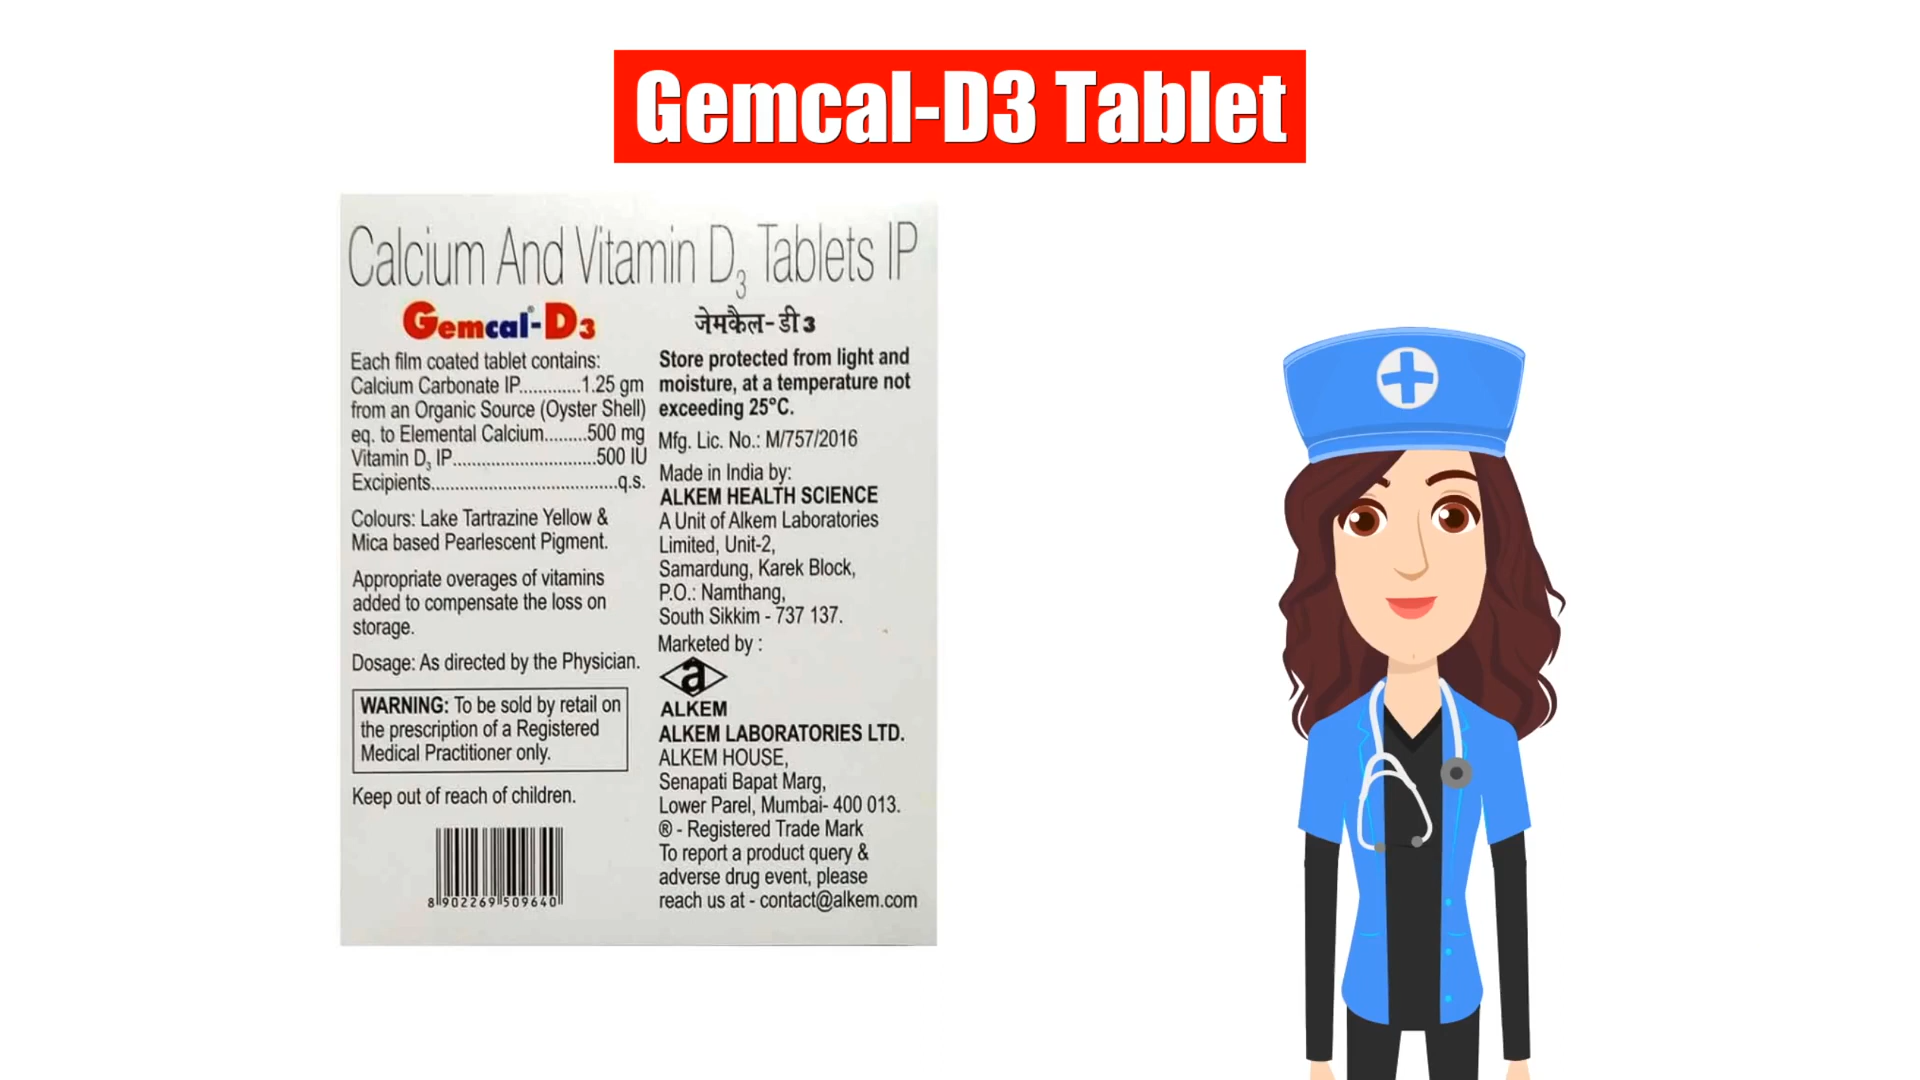 Gemcal-D3 Tablet
Calcium And Vitamin D3 Tablets IP
Gemcal®-D3
Each film coated tablet contains:
Calcium Carbonate IP............1.25 gm
from an Organic Source (Oyster Shell)
eq. to Elemental Calcium.........500 mg
Vitamin D3 IP..............................500 IU
Excipients.......................................q.s.
Colours: Lake Tartrazine Yellow &
Mica based Pearlescent Pigment.
Appropriate overages of vitamins
added to compensate the loss on
storage.
Dosage: As directed by the Physician.
WARNING: To be sold by retail on
the prescription of a Registered
Medical Practitioner only.
Keep out of reach of children.
8 902269 509640
जेमकैल-डी 3
Store protected from light and
moisture, at a temperature not
exceeding 25°C.
Mfg. Lic. No.: M/757/2016
Made in India by:
ALKEM HEALTH SCIENCE
A Unit of Alkem Laboratories
Limited, Unit-2,
Samardung, Karek Block,
P.O.: Namthang,
South Sikkim - 737 137.
Marketed by :
a
ALKEM
ALKEM LABORATORIES LTD.
ALKEM HOUSE,
Senapati Bapat Marg,
Lower Parel, Mumbai- 400 013.
® - Registered Trade Mark
To report a product query &
adverse drug event, please
reach us at - contact@alkem.com